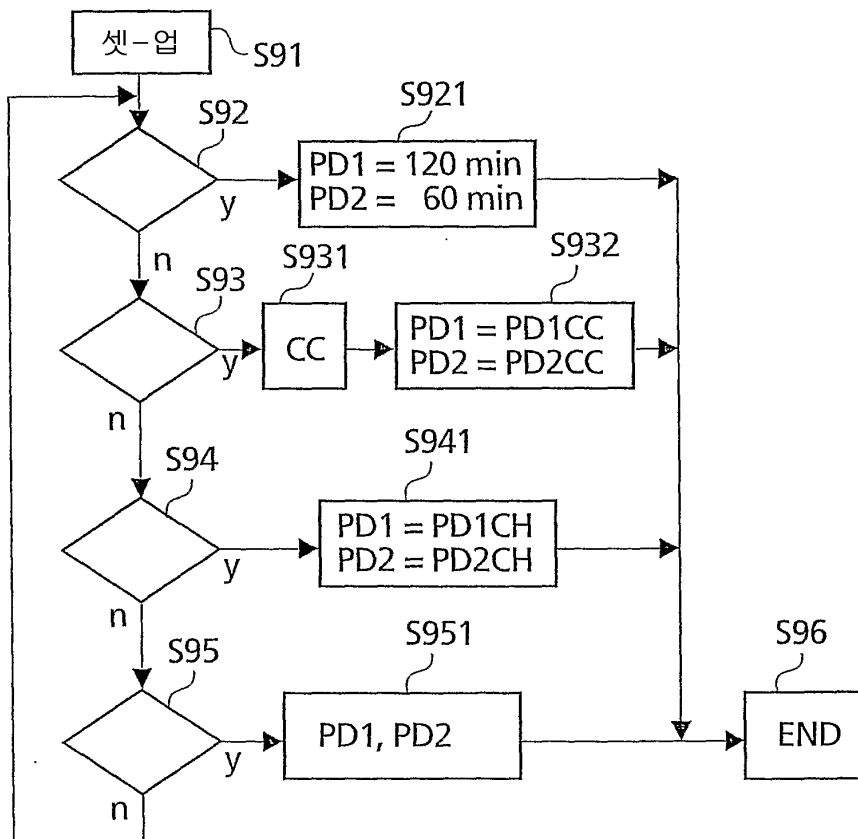 셋-업
S91
S92
y
n
S921
PD1 = 120 min
PD2 = 60 min
S93
y
n
S931
CC
S932
PD1 = PD1CC
PD2 = PD2CC
S94
y
n
S941
PD1 = PD1CH
PD2 = PD2CH
S95
y
n
S951
PD1, PD2
S96
END